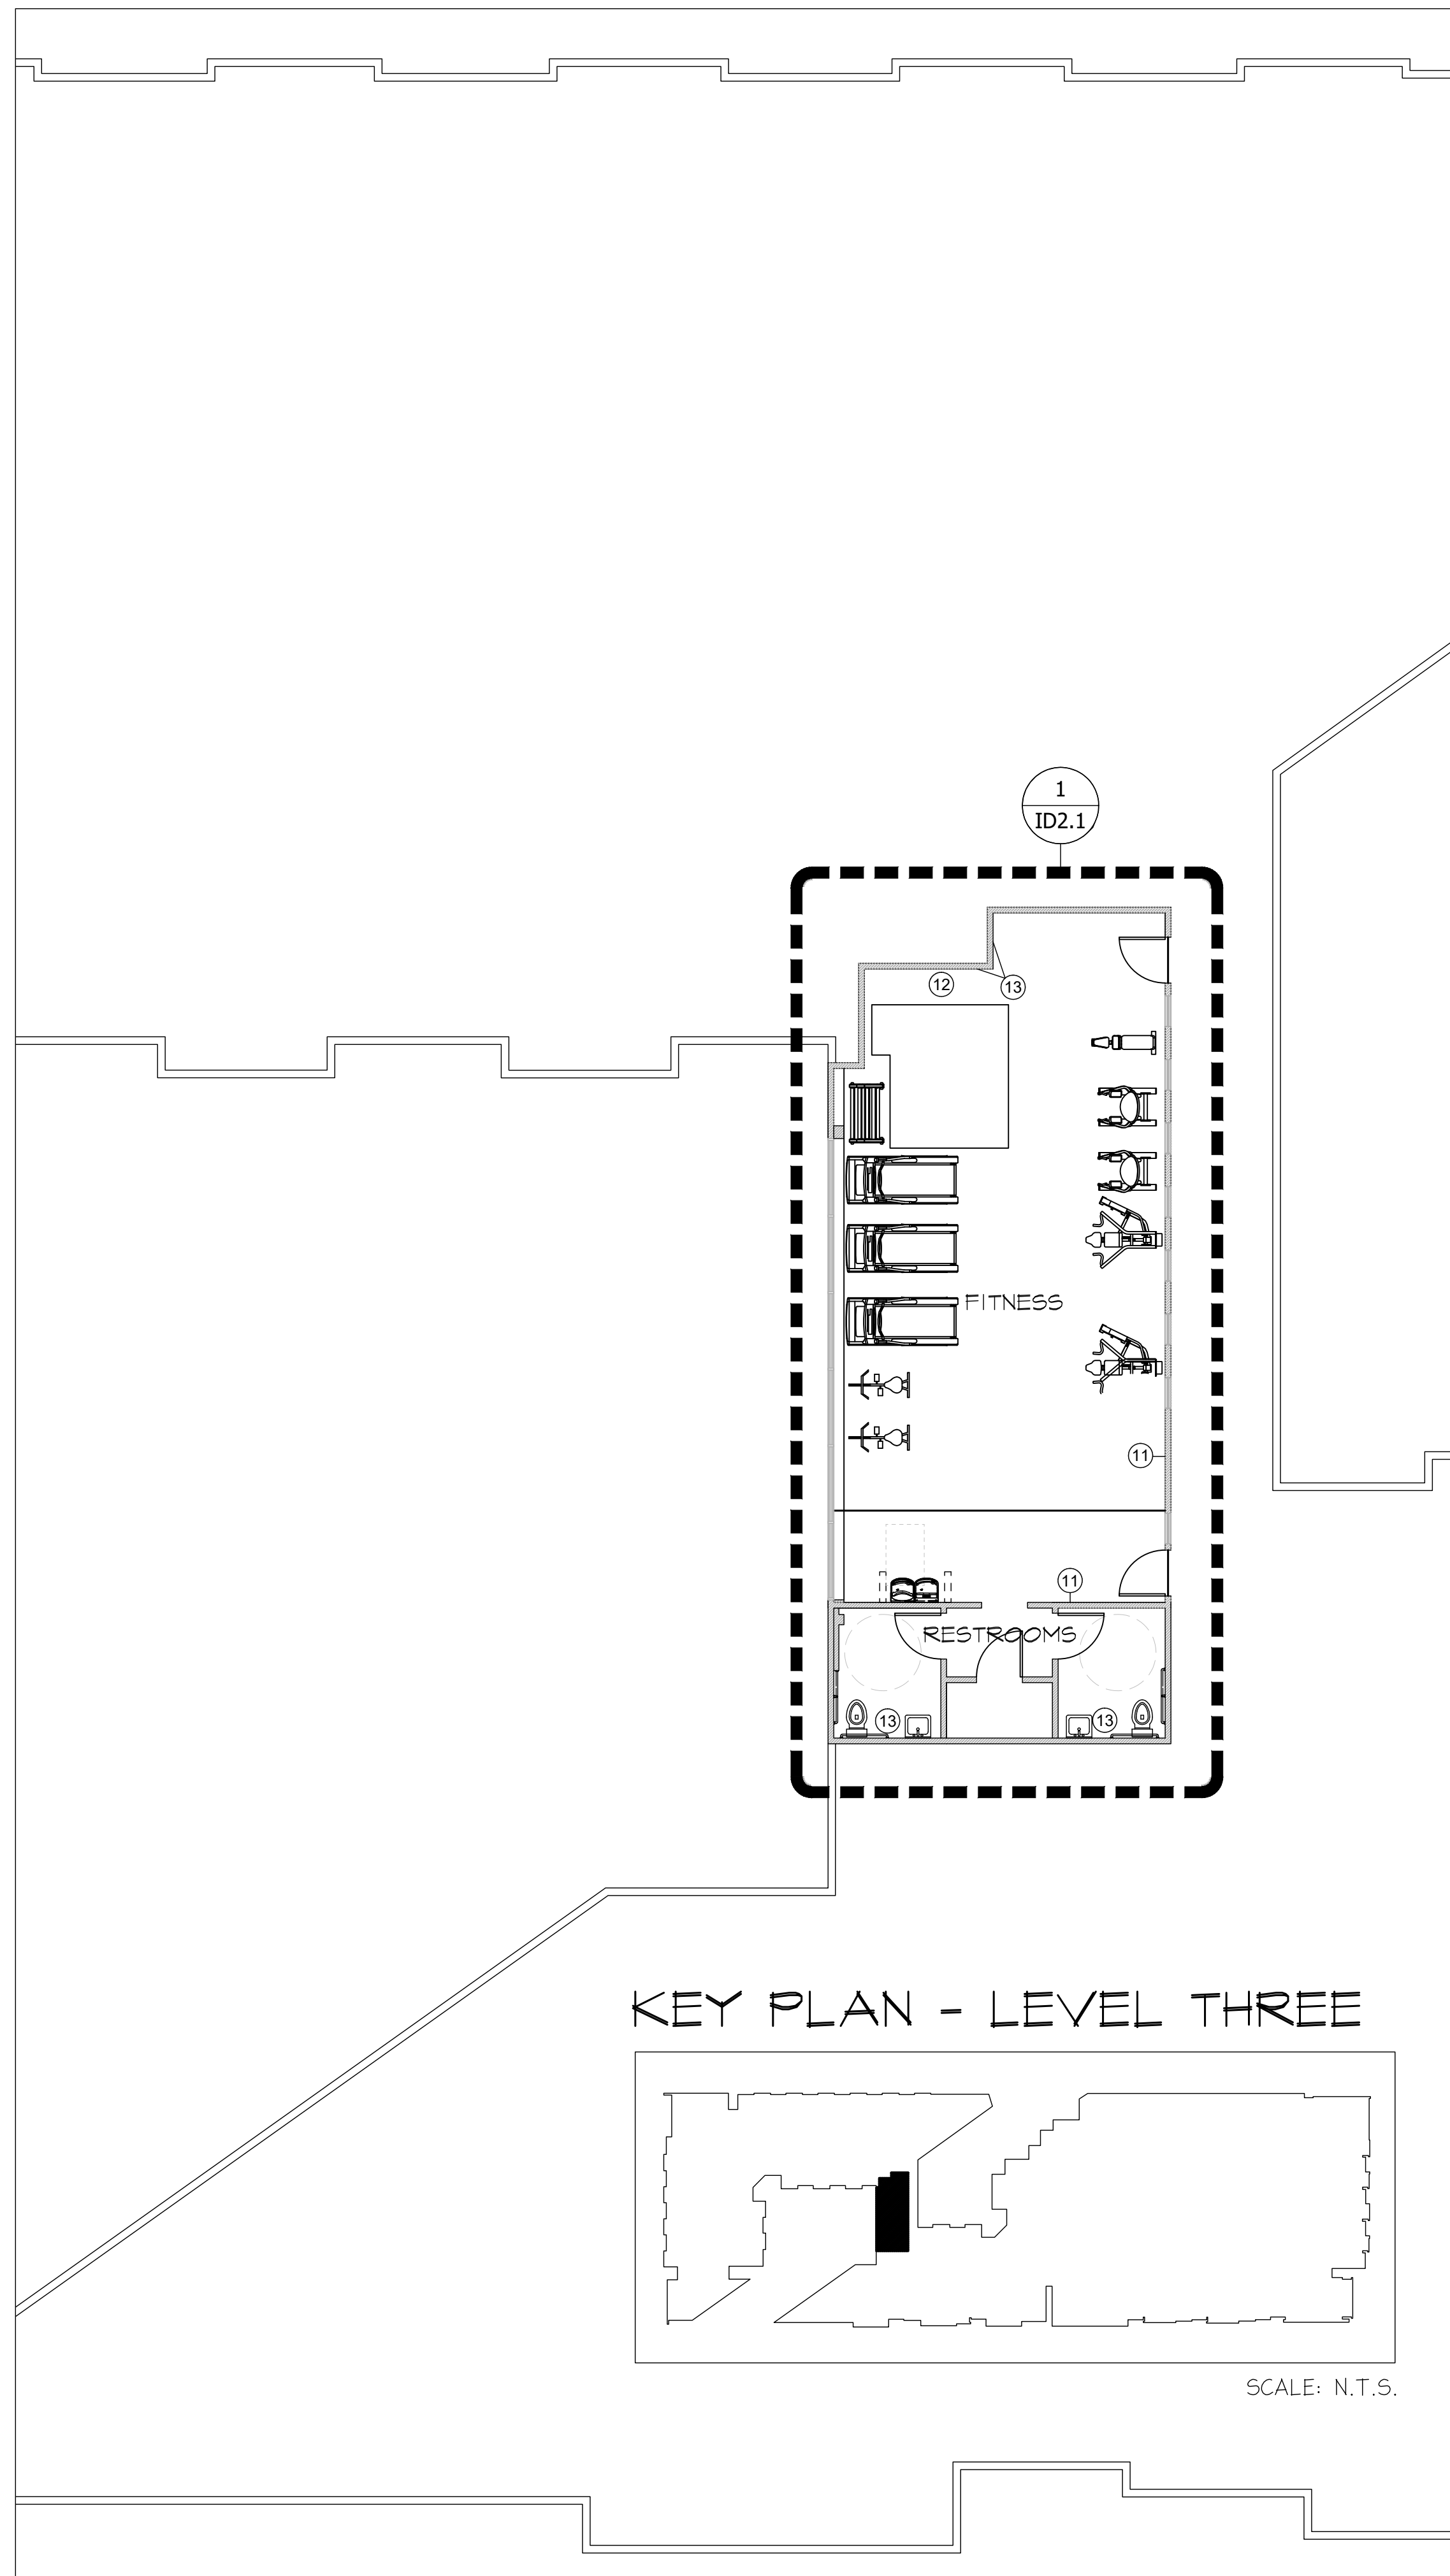 1
ID2.1
12
13
FITNESS
11
11
RESTROOMS
13
13
KEY PLAN - LEVEL THREE
SCALE: N.T.S.